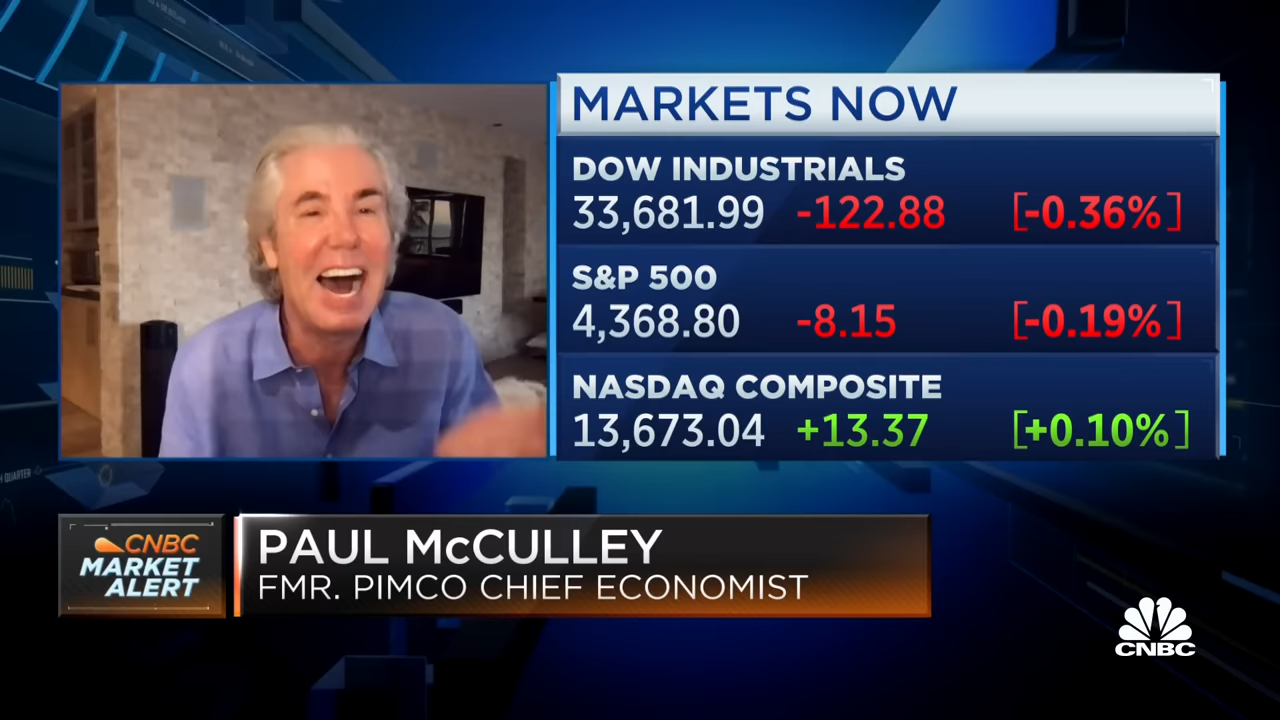 MARKETS NOW
DOW INDUSTRIALS
33,681.99 -122.88 [-0.36%]
S&P 500
4,368.80 -8.15 [-0.19%]
NASDAQ COMPOSITE
13,673.04 +13.37 [+0.10%]
H QUARTER
CNBC
MARKET
ALERT
PAUL McCULLEY
FMR. PIMCO CHIEF ECONOMIST
CNBC